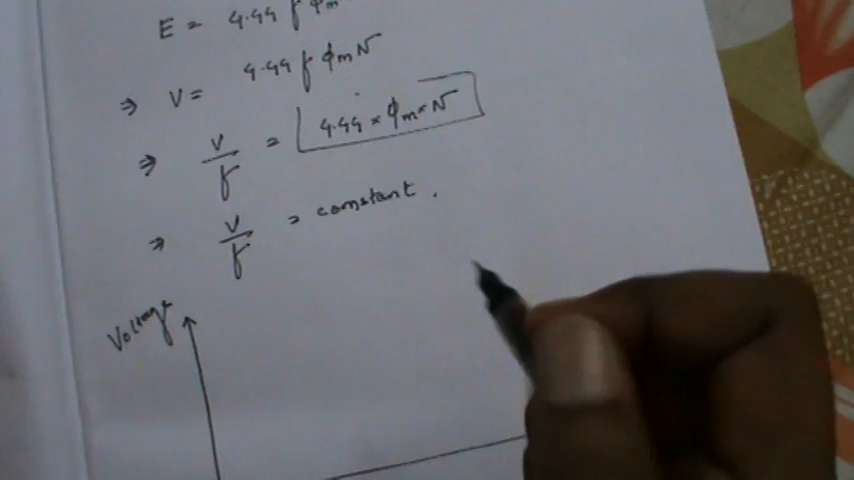 E = 4.44 f ϕm
⇒ V = 4.44 f ϕm N
⇒ V/f = 4.44 × ϕm × N
⇒ V/f = constant.
Voltage